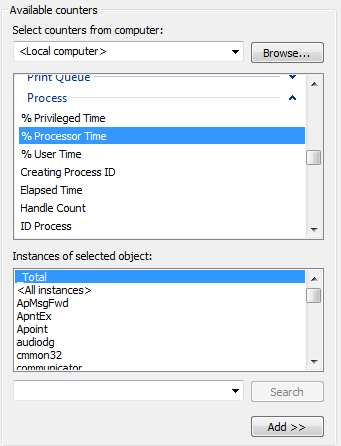 Available counters
Select counters from computer:
<Local computer>
Browse...
Print Queue
Process
% Privileged Time
% Processor Time
% User Time
Creating Process ID
Elapsed Time
Handle Count
ID Process
Instances of selected object:
_Total
<All instances>
ApMsgFwd
ApntEx
Apoint
audiodg
cmmon32
communicator
Search
Add >>